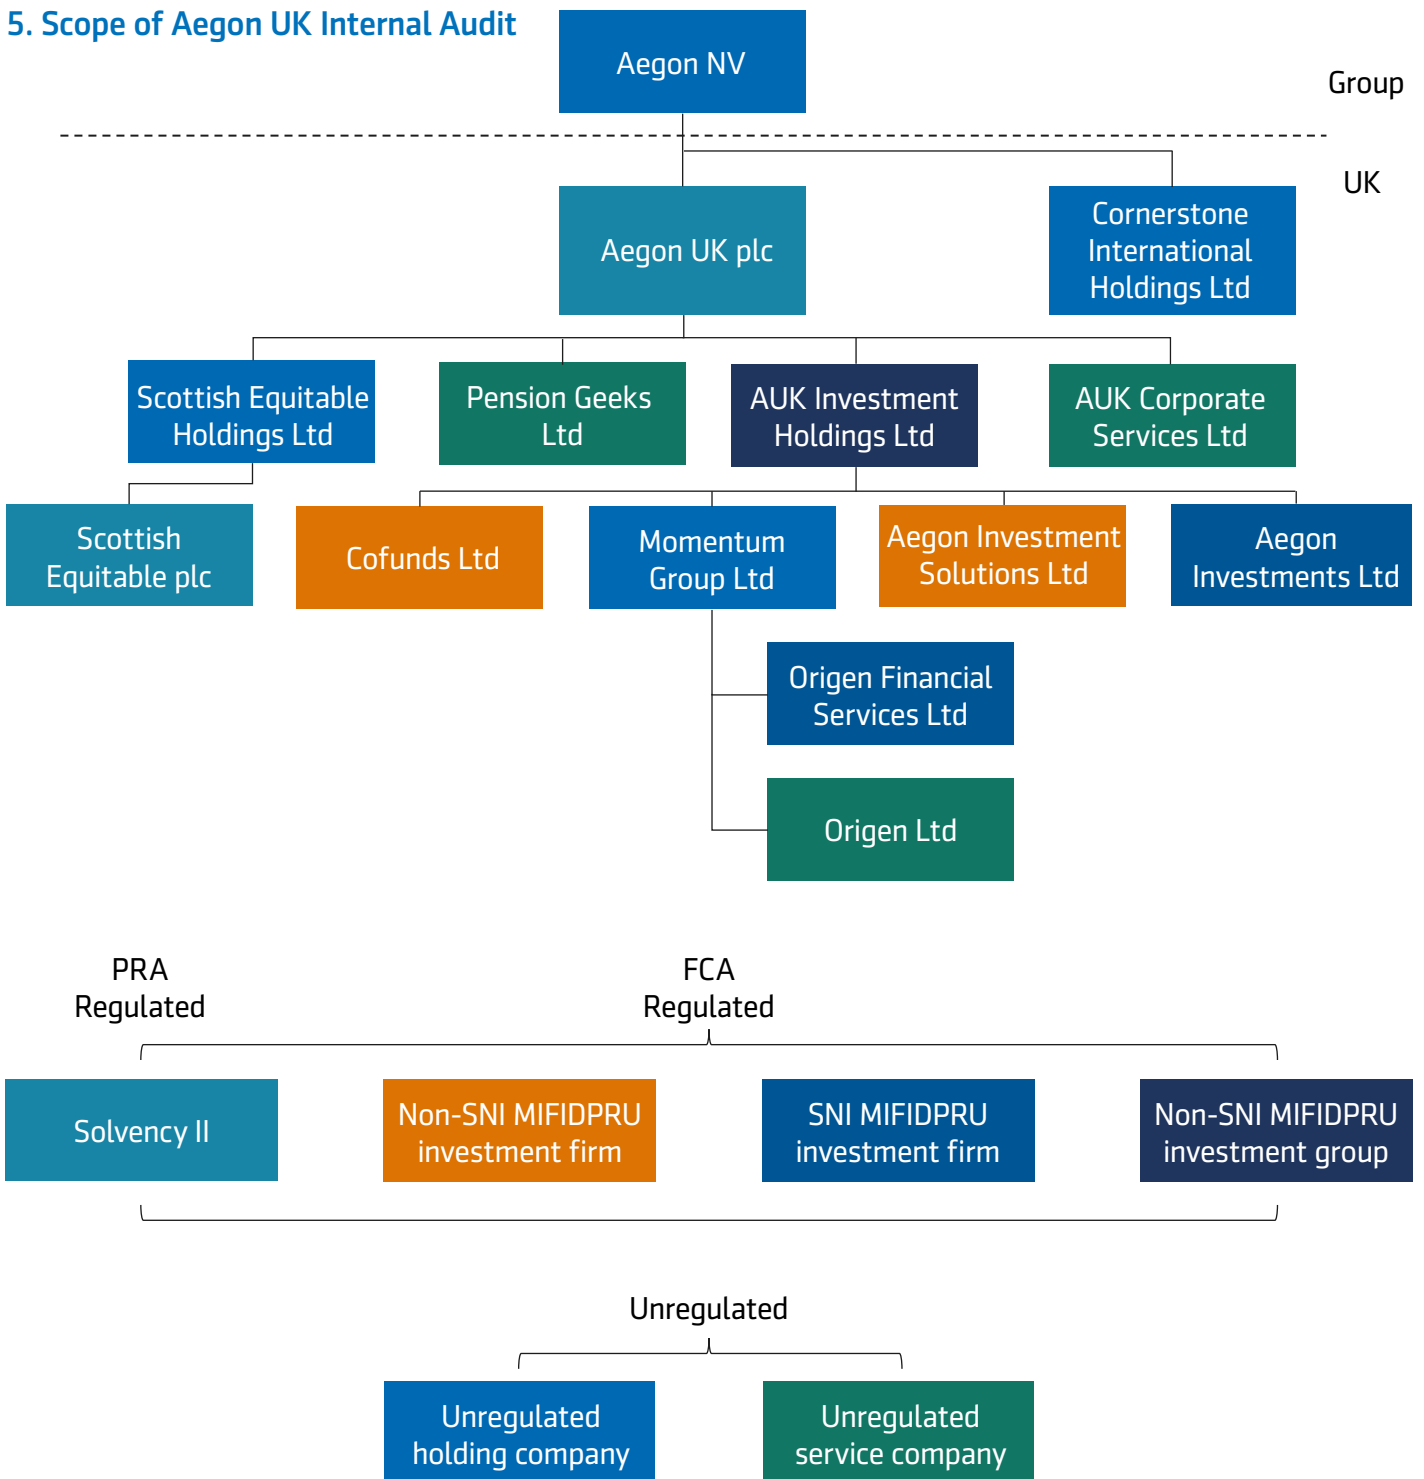 5. Scope of Aegon UK Internal Audit
Aegon NV
Group
UK
Aegon UK plc
Cornerstone
International
Holdings Ltd
Scottish Equitable
Holdings Ltd
Pension Geeks
Ltd
AUK Investment
Holdings Ltd
AUK Corporate
Services Ltd
Scottish
Equitable plc
Cofunds Ltd
Momentum
Group Ltd
Aegon Investment
Solutions Ltd
Aegon
Investments Ltd
Origen Financial
Services Ltd
Origen Ltd
PRA
Regulated
FCA
Regulated
Solvency II
Non-SNI MIFIDPRU
investment firm
SNI MIFIDPRU
investment firm
Non-SNI MIFIDPRU
investment group
Unregulated
Unregulated
holding company
Unregulated
service company